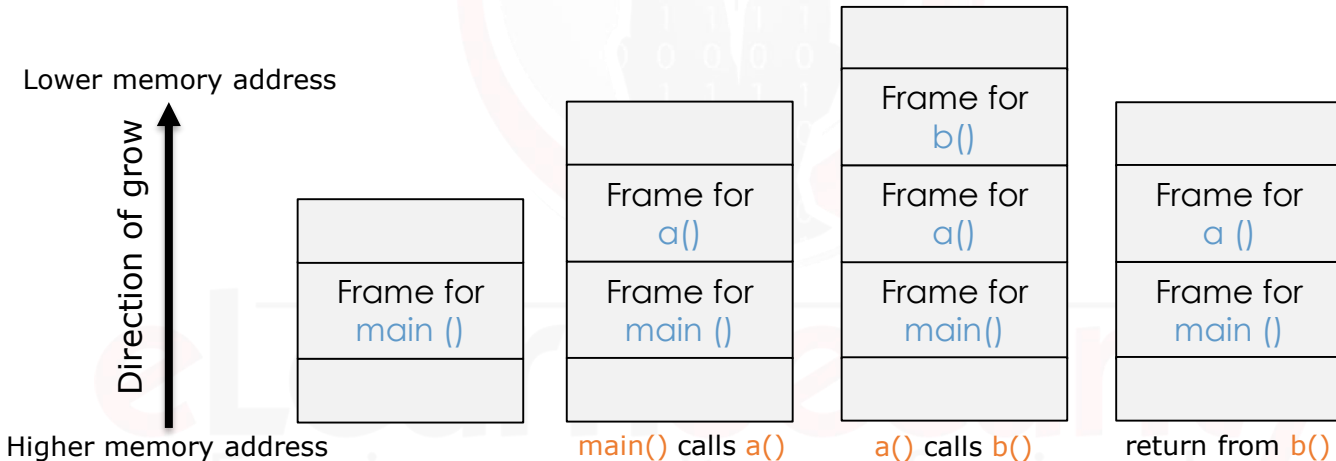 Lower memory address
Direction of grow
Higher memory address
Frame for
main ()
Frame for
a()
Frame for
main ()
main() calls a()
Frame for
b()
Frame for
a()
Frame for
main()
a() calls b()
Frame for
a ()
Frame for
main ()
return from b()